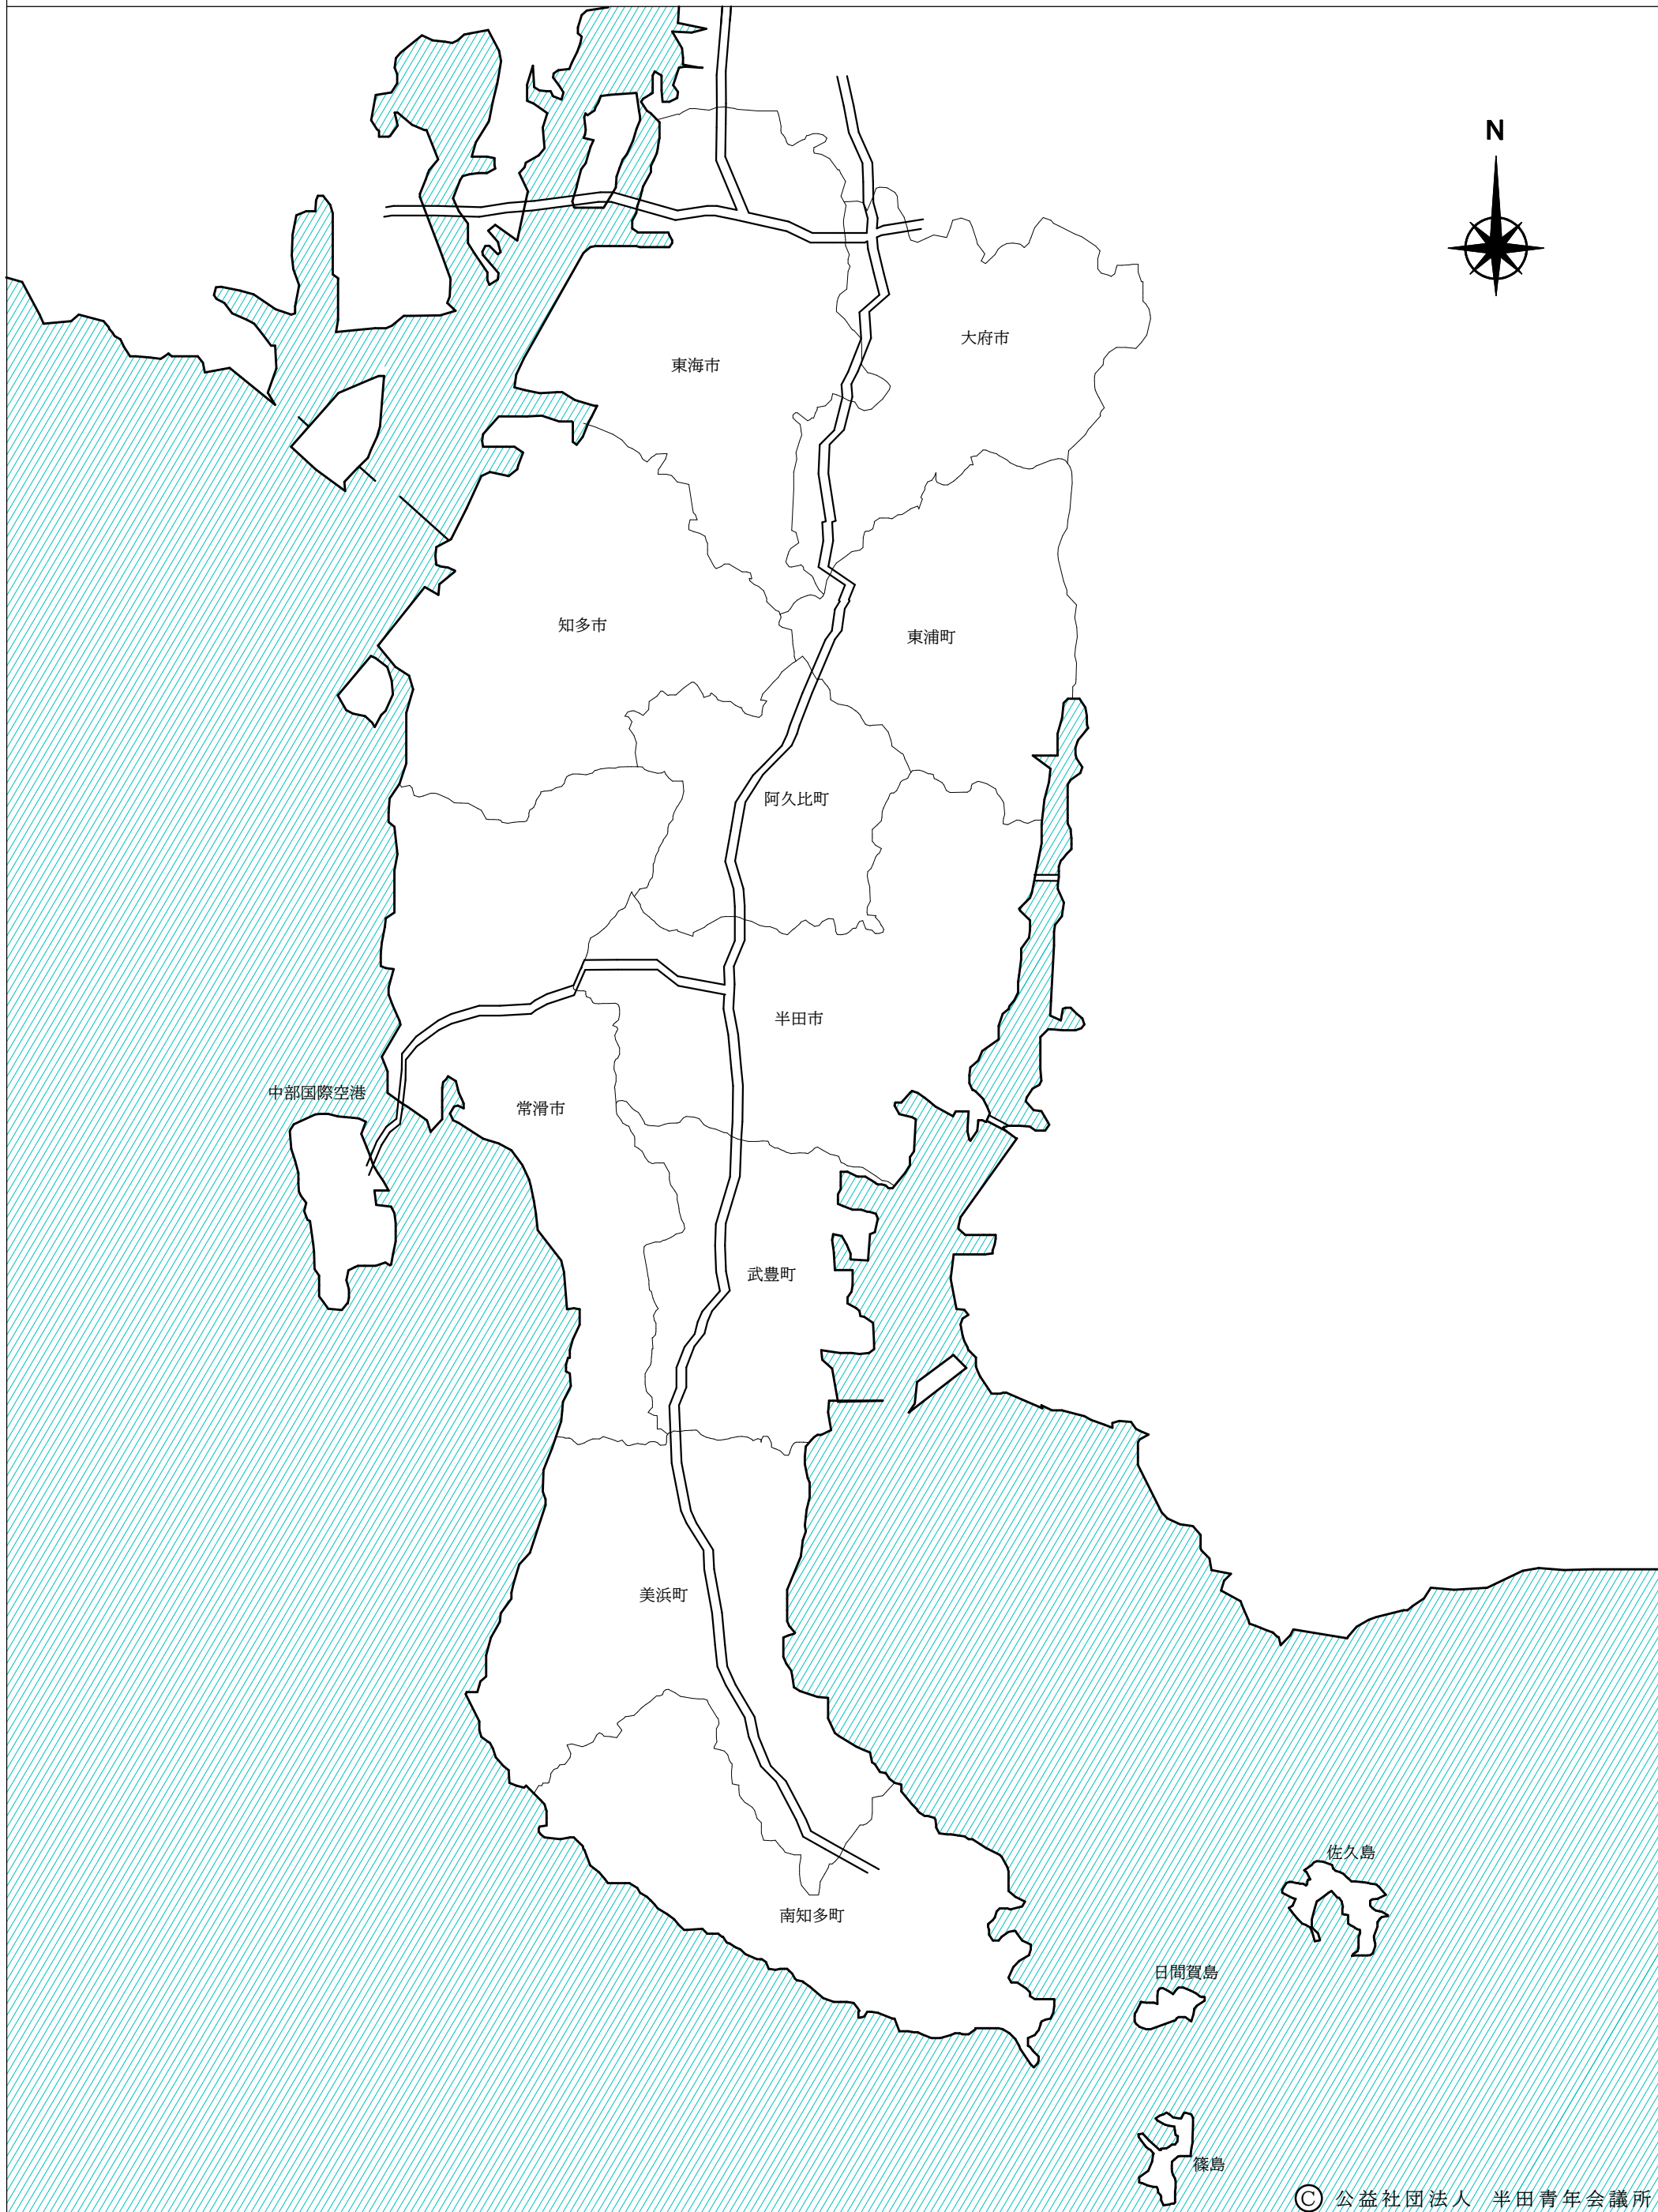 N
大府市
東海市
知多市
東浦町
阿久比町
半田市
中部国際空港
常滑市
武豊町
美浜町
佐久島
南知多町
日間賀島
篠島
Ⓒ 公益社団法人 半田青年会議所